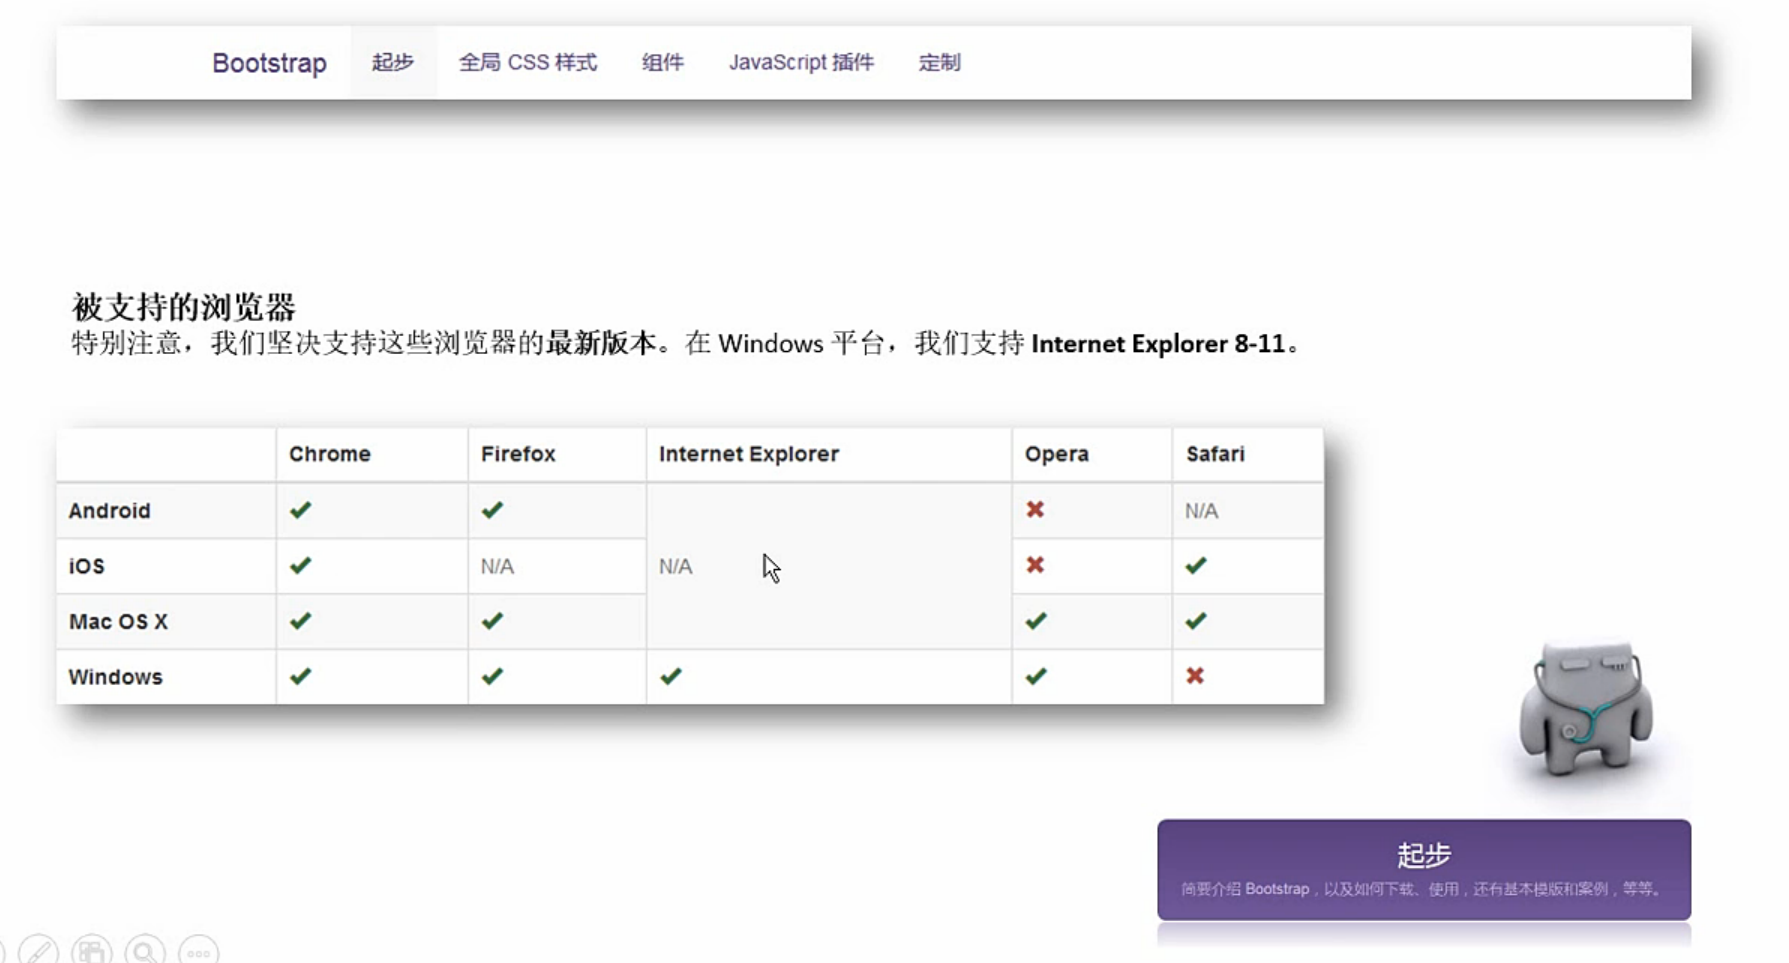 Bootstrap 起步 全局 CSS 样式 组件 JavaScript 插件 定制
被支持的浏览器
特别注意，我们坚决支持这些浏览器的最新版本。在 Windows 平台，我们支持 Internet Explorer 8-11。
Chrome Firefox Internet Explorer Opera Safari
Android N/A
iOS N/A N/A
Mac OS X
Windows
起步
简要介绍 Bootstrap，以及如何下载、使用，还有基本模版和案例，等等。